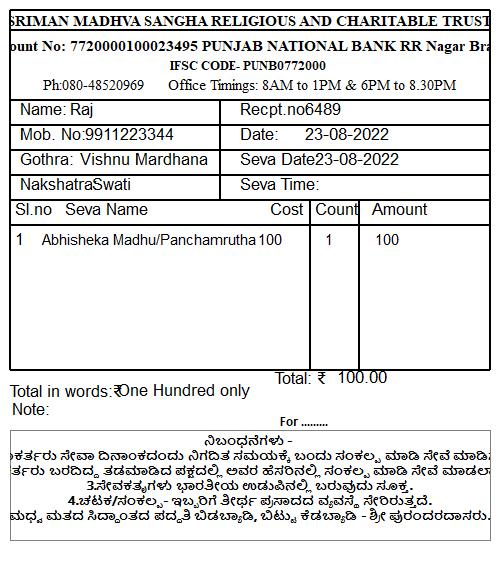 SRIMAN MADHVA SANGHA RELIGIOUS AND CHARITABLE TRUST
ount No: 7720000100023495 PUNJAB NATIONAL BANK RR Nagar Bra
IFSC CODE- PUNB0772000
Ph:080-48520969 Office Timings: 8AM to 1PM & 6PM to 8.30PM
Name: Raj Recpt.no6489
Mob. No:9911223344 Date: 23-08-2022
Gothra: Vishnu Mardhana Seva Date23-08-2022
NakshatraSwati Seva Time:
Sl.no Seva Name Cost Count Amount
1 Abhisheka Madhu/Panchamrutha 100 1 100
Total: ₹ 100.00
Total in words:₹One Hundred only
Note:
For .........
ನಿಬಂಧನೆಗಳು -
ಕರ್ತರು ಸೇವಾ ದಿನಾಂಕದಂದು ನಿಗದಿತ ಸಮಯಕ್ಕೆ ಬಂದು ಸಂಕಲ್ಪ ಮಾಡಿ ಸೇವೆ ಮಾಡಿ
ರ್ತರು ಬರದಿದ್ದ ತಡಮಾಡಿದ ಪಕ್ಷದಲ್ಲಿ ಅವರ ಹೆಸರಿನಲ್ಲಿ ಸಂಕಲ್ಪ ಮಾಡಿ ಸೇವೆ ಮಾಡಲಾ
3.ಸೇವಕತೃಗಳು ಭಾರತೀಯ ಉಡುಪಿನಲ್ಲಿ ಬರುವುದು ಸೂಕ್ತ.
4.ಚಟಕ/ಸಂಕಲ್ಪ- ಇಬ್ಬರಿಗೆ ತೀರ್ಥ ಪ್ರಸಾದದ ವ್ಯವಸ್ಥೆ ಸೇರಿರುತ್ತದೆ.
ಮಧ್ವ ಮತದ ಸಿದ್ಧಾಂತದ ಪದ್ಧತಿ ಬಿಡಬ್ಯಾಡಿ, ಬಿಟ್ಟು ಕೆಡಬ್ಯಾಡಿ - ಶ್ರೀ ಪುರಂದರದಾಸರು.